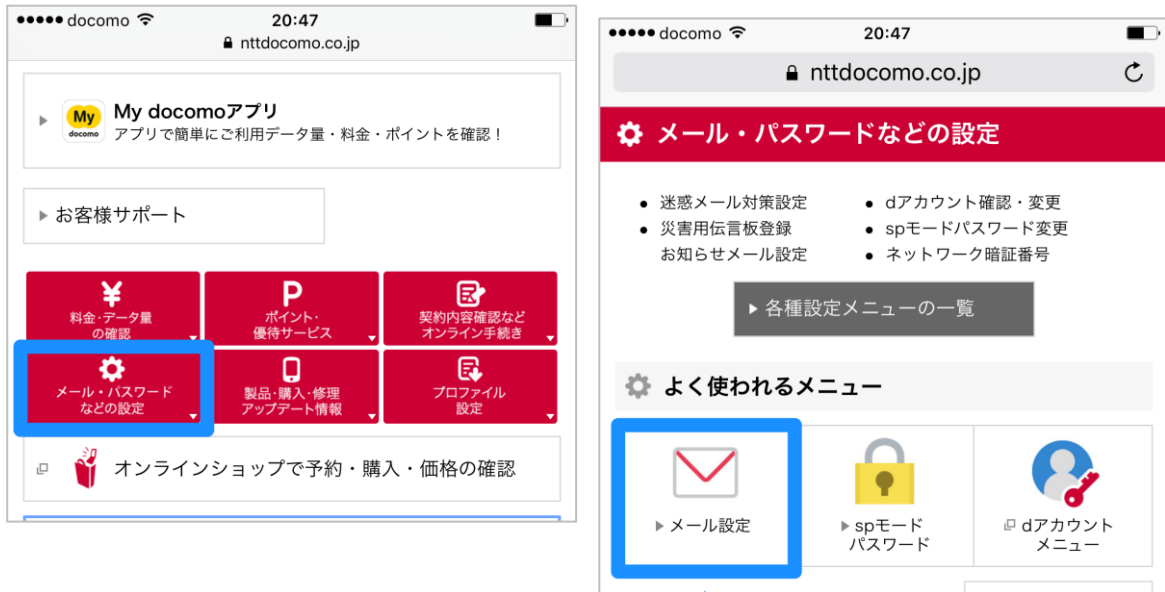 docomo 20:47
nttdocomo.co.jp
My docomo
My docomoアプリ
アプリで簡単にご利用データ量・料金・ポイントを確認！
お客様サポート
¥
料金・データ量
の確認
P
ポイント・
優待サービス
契約内容確認など
オンライン手続き
メール・パスワード
などの設定
製品・購入・修理
アップデート情報
プロファイル
設定
オンラインショップで予約・購入・価格の確認
docomo 20:47
nttdocomo.co.jp
メール・パスワードなどの設定
● 迷惑メール対策設定
● 災害用伝言板登録
お知らせメール設定
● dアカウント確認・変更
● spモードパスワード変更
● ネットワーク暗証番号
各種設定メニューの一覧
よく使われるメニュー
メール設定
spモード
パスワード
dアカウント
メニュー